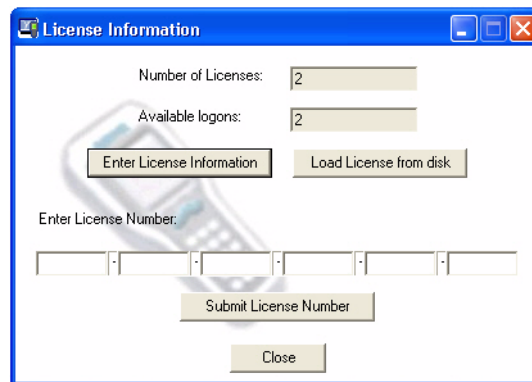 License Information
Number of Licenses: 2
Available logons: 2
Enter License Information Load License from disk
Enter License Number:
- - - - -
Submit License Number
Close